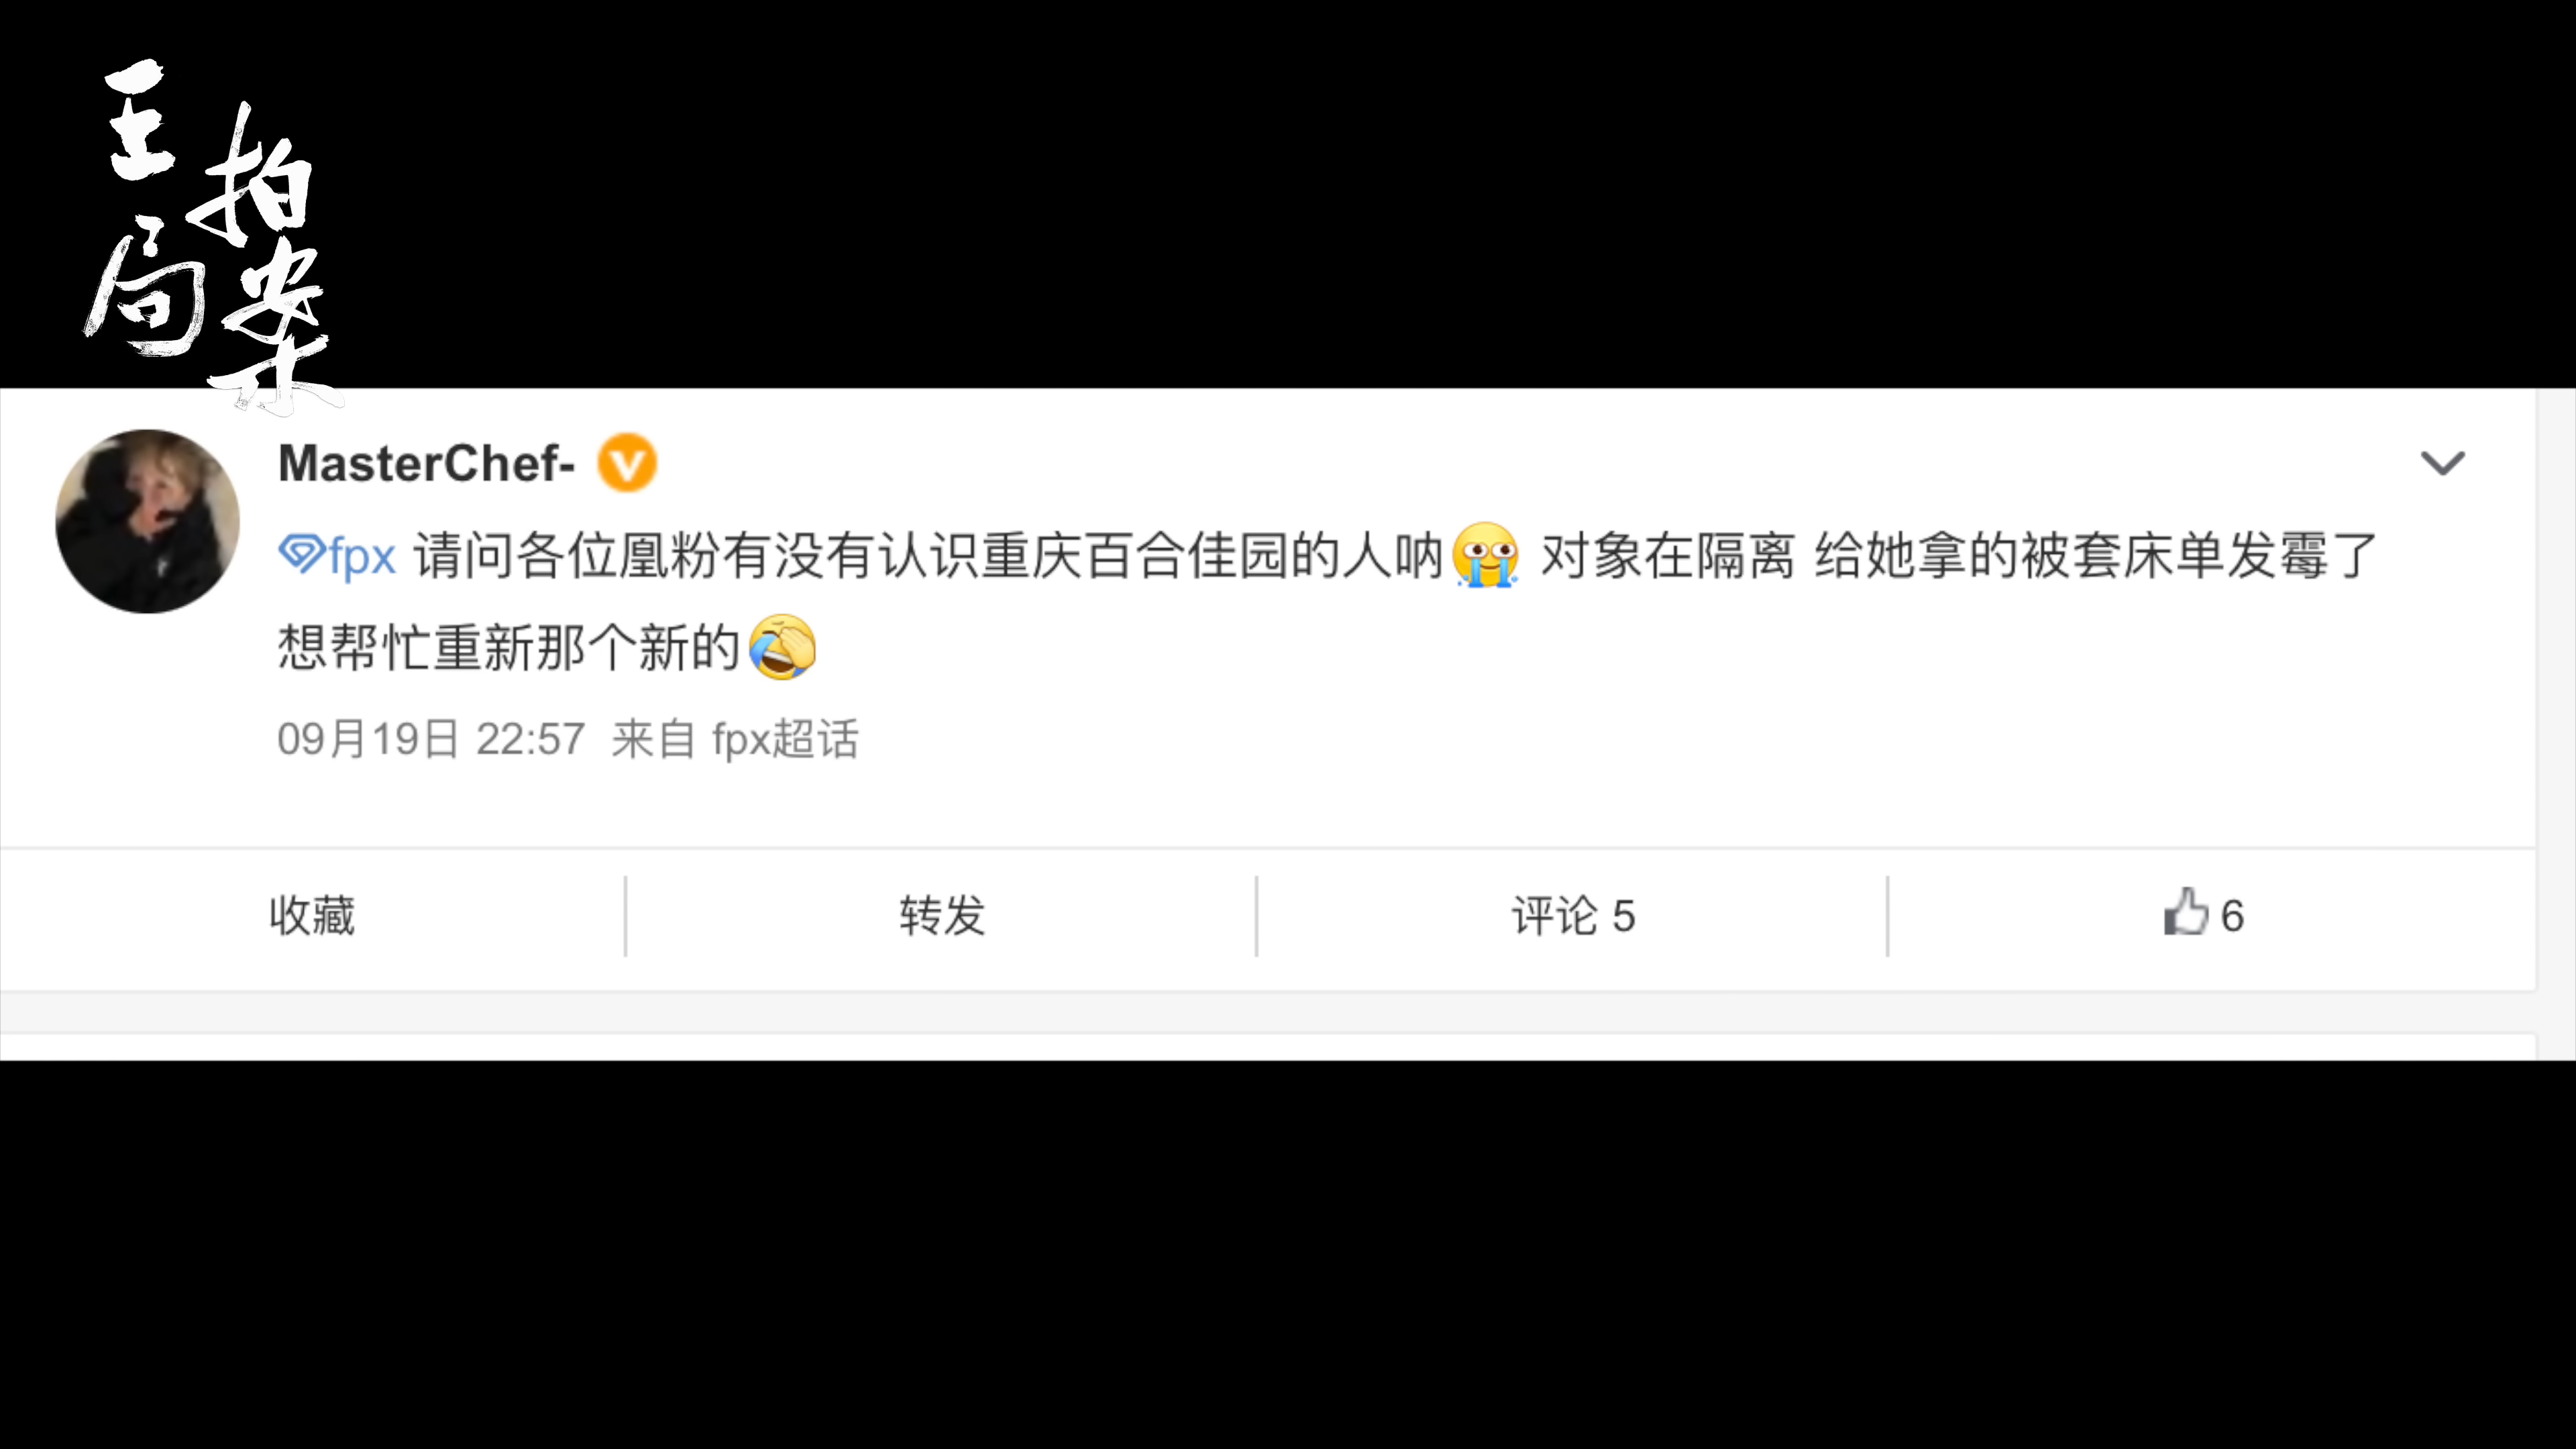 王局拍案
MasterChef-
fpx 请问各位凰粉有没有认识重庆百合佳园的人呐 对象在隔离 给她拿的被套床单发霉了
想帮忙重新那个新的
09月19日 22:57 来自 fpx超话
收藏 转发 评论 5 6